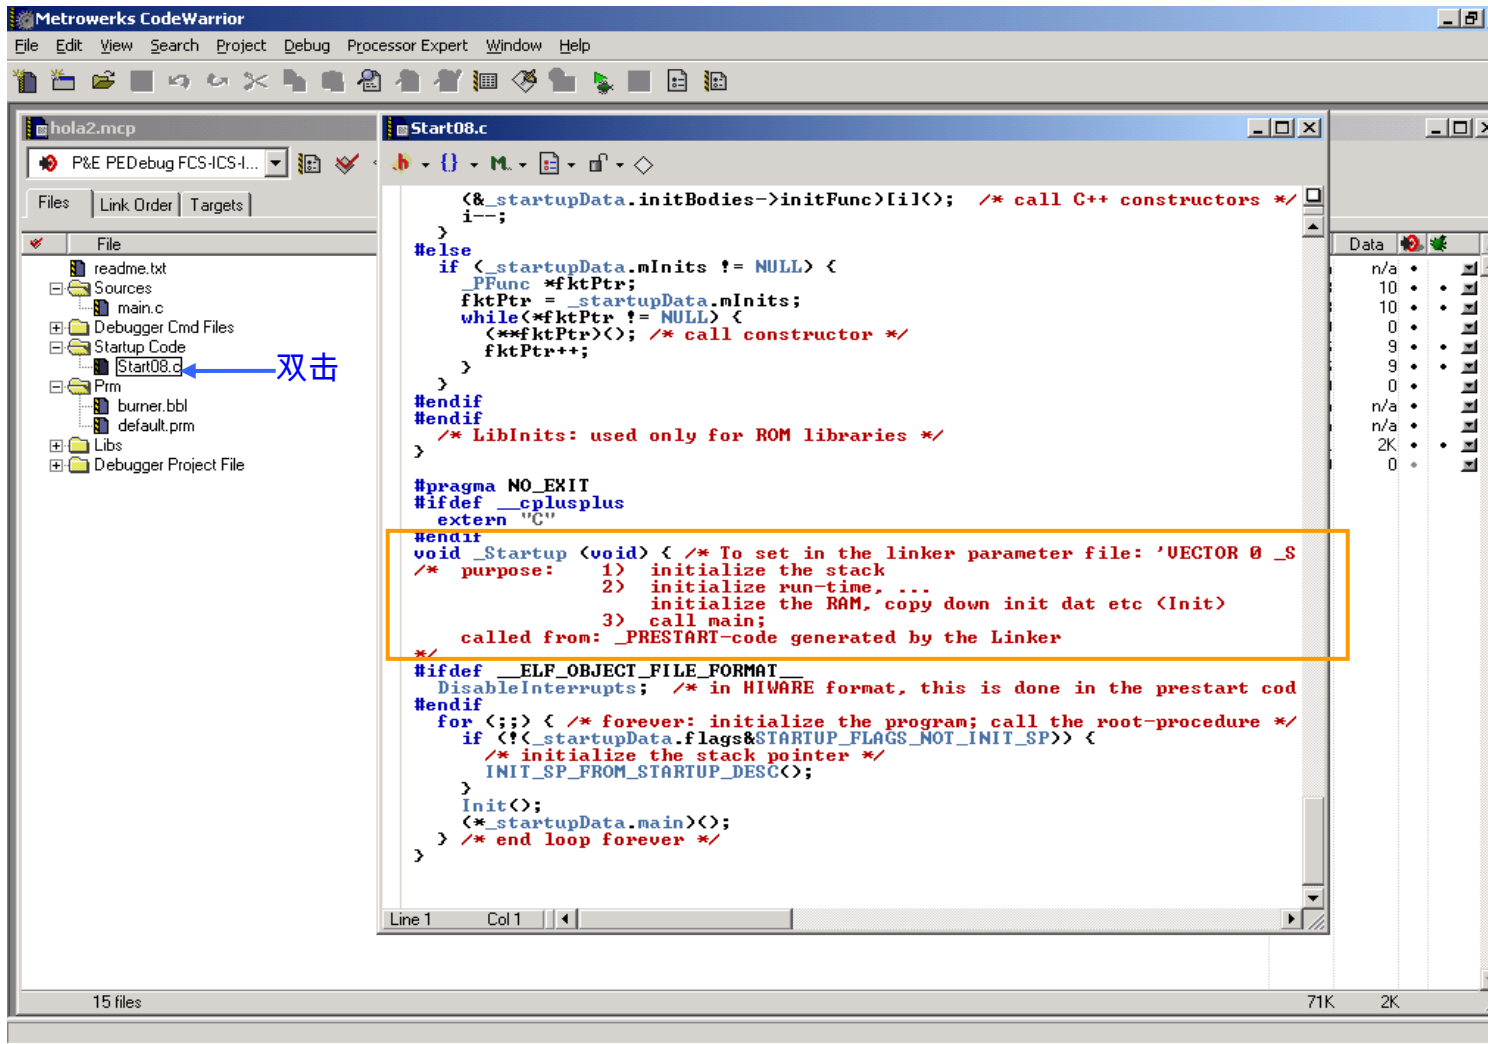 Metrowerks CodeWarrior
File Edit View Search Project Debug Processor Expert Window Help
hola2.mcp
P&E PEDebug FCS-ICS-I...
Files Link Order Targets
File
readme.txt
Sources
main.c
Debugger Cmd Files
Startup Code
Start08.c
双击
Prm
burner.bbl
default.prm
Libs
Debugger Project File
15 files
Start08.c
(&_startupData.initBodies->initFunc)[i](); /* call C++ constructors */
i--;
}
#else
if (_startupData.mInits != NULL) {
_PFunc *fktPtr;
fktPtr = _startupData.mInits;
while(*fktPtr != NULL) {
(**fktPtr)(); /* call constructor */
fktPtr++;
}
}
#endif
#endif
/* LibInits: used only for ROM libraries */
}
#pragma NO_EXIT
#ifdef __cplusplus
extern "C"
#endif
void _Startup (void) { /* To set in the linker parameter file: 'VECTOR 0 _S
/* purpose: 1) initialize the stack
2) initialize run-time, ...
initialize the RAM, copy down init dat etc (Init)
3) call main;
called from: _PRESTART-code generated by the Linker
*/
#ifdef __ELF_OBJECT_FILE_FORMAT__
DisableInterrupts; /* in HIWARE format, this is done in the prestart cod
#endif
for (;;) { /* forever: initialize the program; call the root-procedure */
if (!(_startupData.flags&STARTUP_FLAGS_NOT_INIT_SP)) {
/* initialize the stack pointer */
INIT_SP_FROM_STARTUP_DESC();
}
Init();
(*_startupData.main)();
} /* end loop forever */
}
Line 1 Col 1
Data
n/a
10
10
0
9
9
0
n/a
n/a
2K
0
71K 2K